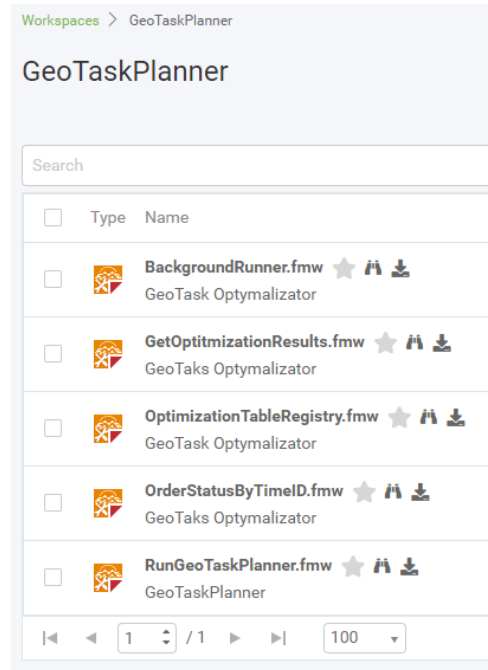 Workspaces > GeoTaskPlanner
GeoTaskPlanner
Search
Type Name
BackgroundRunner.fmw
GeoTask Optymalizator
GetOptitmizationResults.fmw
GeoTaks Optymalizator
OptimizationTableRegistry.fmw
GeoTask Optymalizator
OrderStatusByTimeID.fmw
GeoTaks Optymalizator
RunGeoTaskPlanner.fmw
GeoTaskPlanner
1 / 1 100